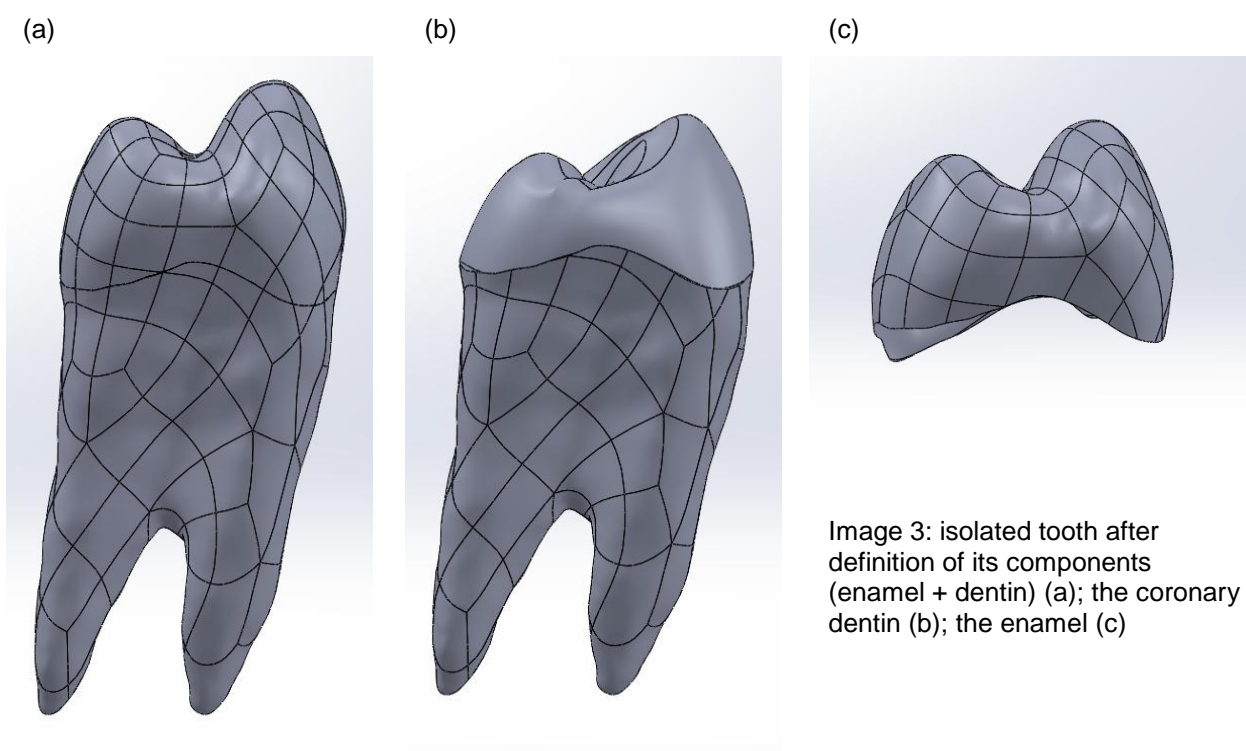 (a)
(b)
(c)
Image 3: isolated tooth after
definition of its components
(enamel + dentin) (a); the coronary
dentin (b); the enamel (c)